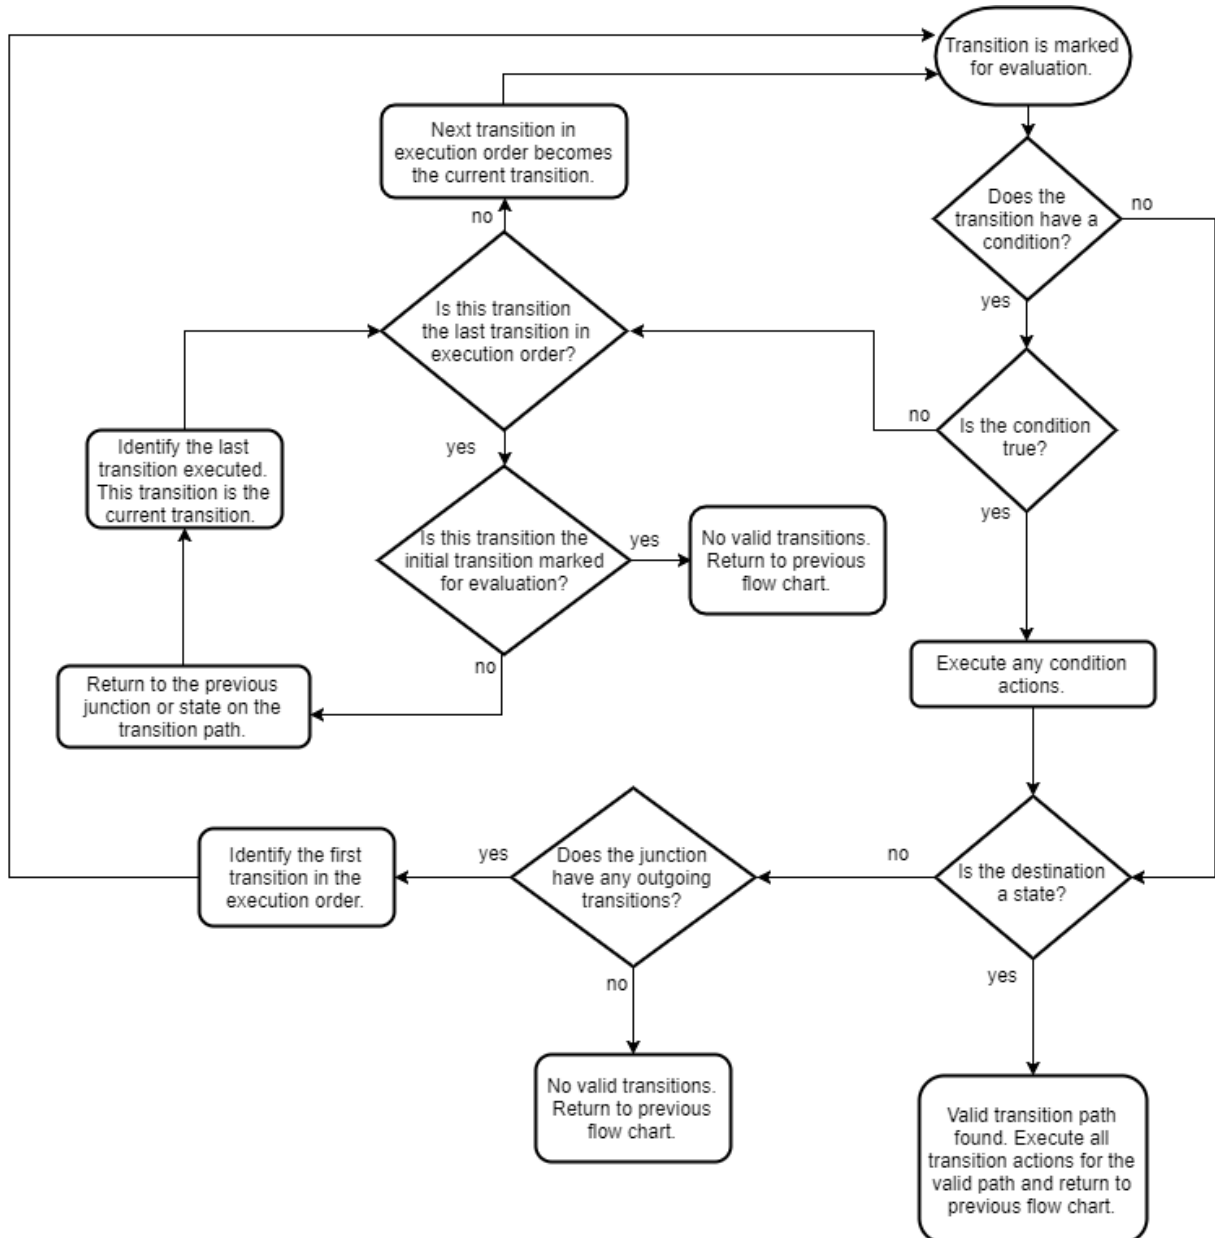 Transition is marked
for evaluation.
Next transition in
execution order becomes
the current transition.
no
Does the
transition have a
condition?
no
yes
Is this transition
the last transition in
execution order?
yes
Is the condition
true?
no
yes
Identify the last
transition executed.
This transition is the
current transition.
Is this transition the
initial transition marked
for evaluation?
yes
no
No valid transitions.
Return to previous
flow chart.
Return to the previous
junction or state on the
transition path.
Execute any condition
actions.
Identify the first
transition in the
execution order.
yes
Does the junction
have any outgoing
transitions?
no
no
Is the destination
a state?
yes
No valid transitions.
Return to previous
flow chart.
Valid transition path
found. Execute all
transition actions for the
valid path and return to
previous flow chart.